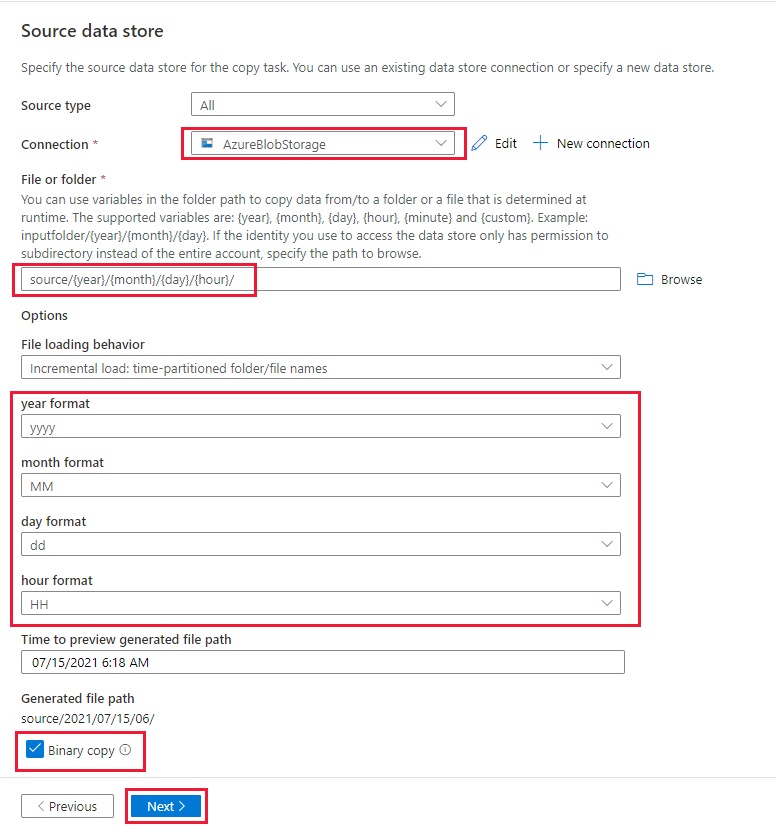 Source data store
Specify the source data store for the copy task. You can use an existing data store connection or specify a new data store.
Source type
All
Connection *
AzureBlobStorage
Edit
New connection
File or folder *
You can use variables in the folder path to copy data from/to a folder or a file that is determined at
runtime. The supported variables are: {year}, {month}, {day}, {hour}, {minute} and {custom}. Example:
inputfolder/{year}/{month}/{day}. If the identity you use to access the data store only has permission to
subdirectory instead of the entire account, specify the path to browse.
source/{year}/{month}/{day}/{hour}/
Browse
Options
File loading behavior
Incremental load: time-partitioned folder/file names
year format
yyyy
month format
MM
day format
dd
hour format
HH
Time to preview generated file path
07/15/2021 6:18 AM
Generated file path
source/2021/07/15/06/
Binary copy
Previous
Next